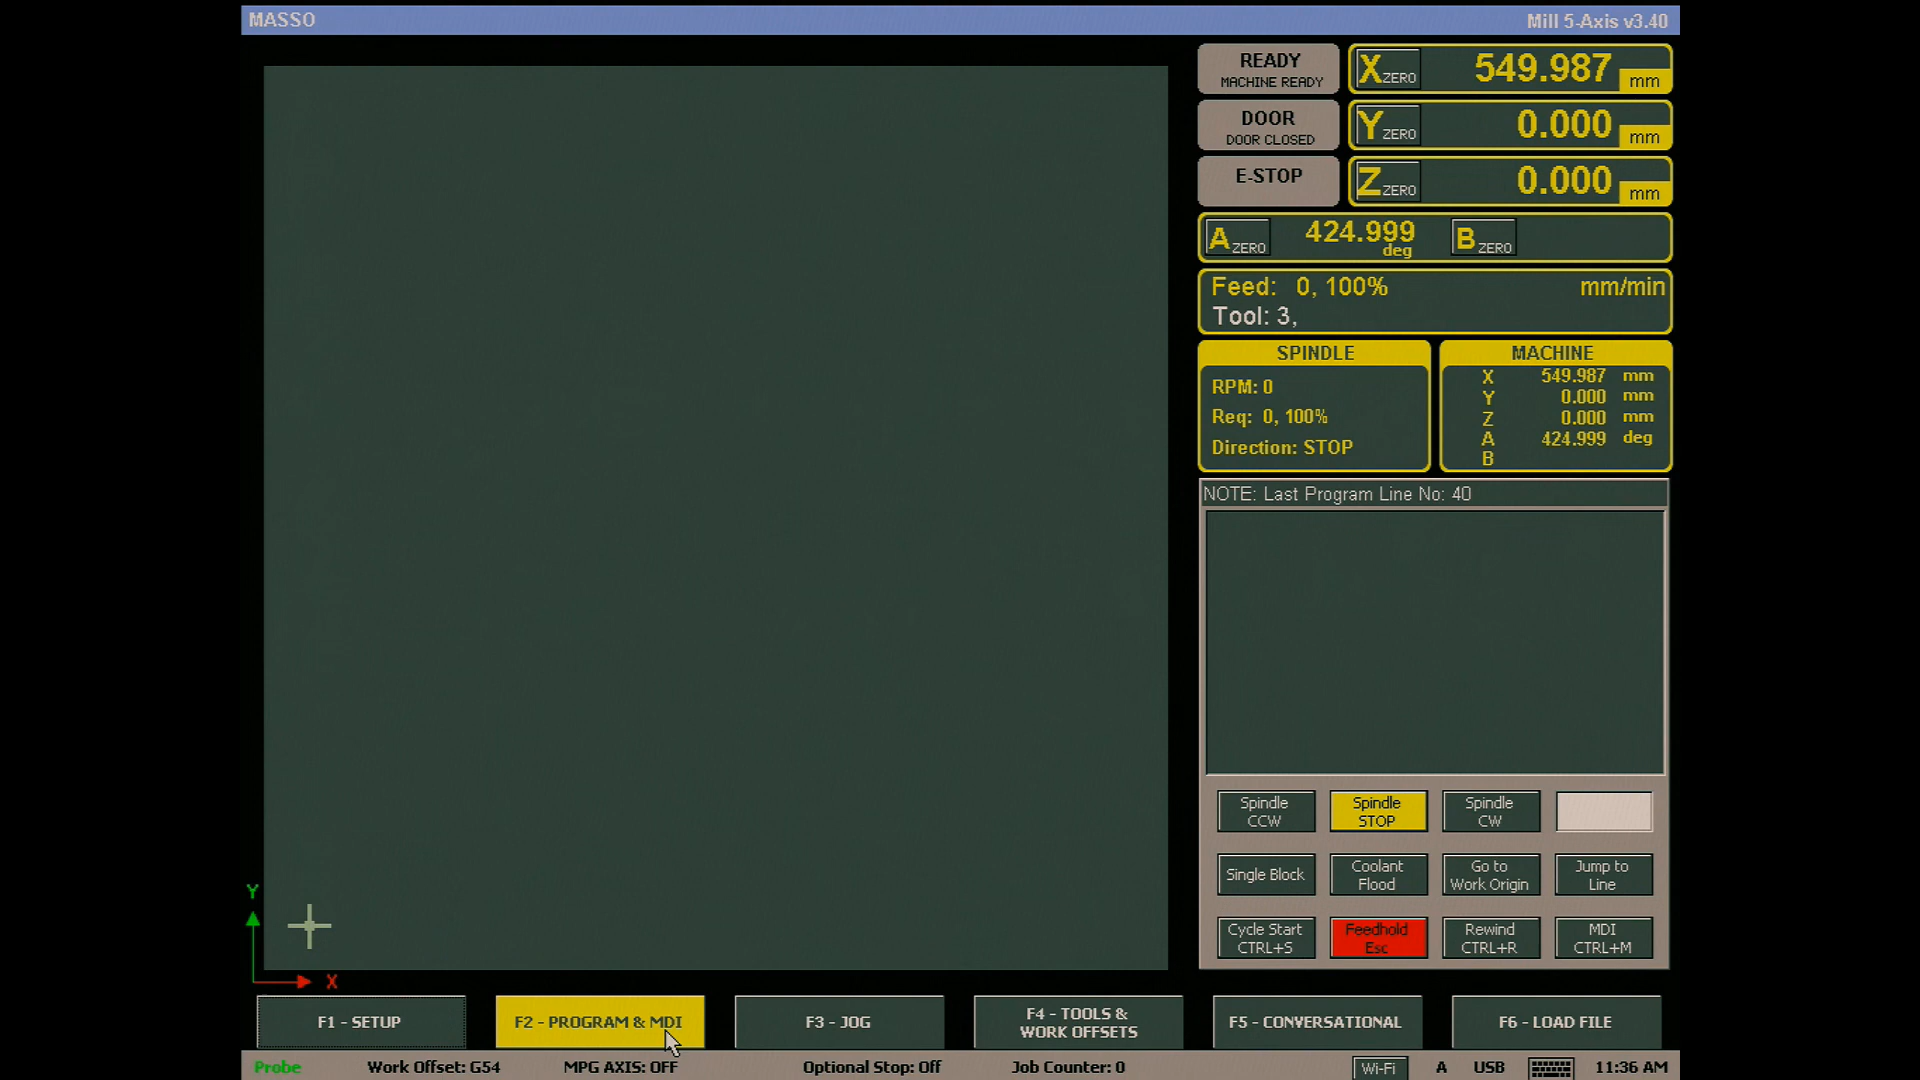 MASSO
Mill 5-Axis v3.40
READY
MACHINE READY
X ZERO 549.987 mm
DOOR
DOOR CLOSED
Y ZERO 0.000 mm
E-STOP
Z ZERO 0.000 mm
A ZERO 424.999 deg
B ZERO
Feed: 0, 100% mm/min
Tool: 3,
SPINDLE
RPM: 0
Req: 0, 100%
Direction: STOP
MACHINE
X 549.987 mm
Y 0.000 mm
Z 0.000 mm
A 424.999 deg
B
NOTE: Last Program Line No: 40
Spindle
CCW
Spindle
STOP
Spindle
CW
Single Block
Coolant
Flood
Go to
Work Origin
Jump to
Line
Cycle Start
CTRL+S
Feedhold
Esc
Rewind
CTRL+R
MDI
CTRL+M
Y
X
F1 - SETUP
F2 - PROGRAM & MDI
F3 - JOG
F4 - TOOLS &
WORK OFFSETS
F5 - CONVERSATIONAL
F6 - LOAD FILE
Probe
Work Offset: G54
MPG AXIS: OFF
Optional Stop: Off
Job Counter: 0
Wi-Fi
A
USB
11:36 AM